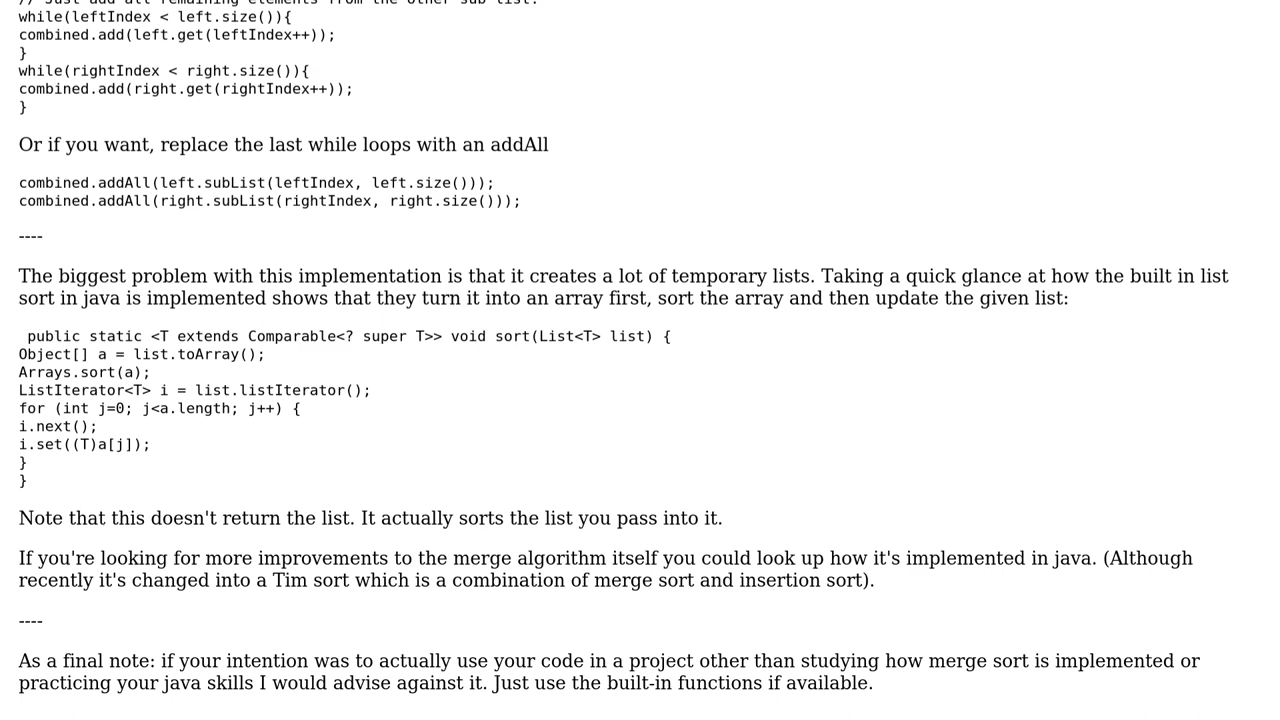 // Just add all remaining elements from the other sub list.
while(leftIndex < left.size()){
combined.add(left.get(leftIndex++));
}
while(rightIndex < right.size()){
combined.add(right.get(rightIndex++));
}
Or if you want, replace the last while loops with an addAll
combined.addAll(left.subList(leftIndex, left.size()));
combined.addAll(right.subList(rightIndex, right.size()));
----
The biggest problem with this implementation is that it creates a lot of temporary lists. Taking a quick glance at how the built in list
sort in java is implemented shows that they turn it into an array first, sort the array and then update the given list:
public static <T extends Comparable<? super T>> void sort(List<T> list) {
Object[] a = list.toArray();
Arrays.sort(a);
ListIterator<T> i = list.listIterator();
for (int j=0; j<a.length; j++) {
i.next();
i.set((T)a[j]);
}
}
Note that this doesn't return the list. It actually sorts the list you pass into it.
If you're looking for more improvements to the merge algorithm itself you could look up how it's implemented in java. (Although
recently it's changed into a Tim sort which is a combination of merge sort and insertion sort).
----
As a final note: if your intention was to actually use your code in a project other than studying how merge sort is implemented or
practicing your java skills I would advise against it. Just use the built-in functions if available.